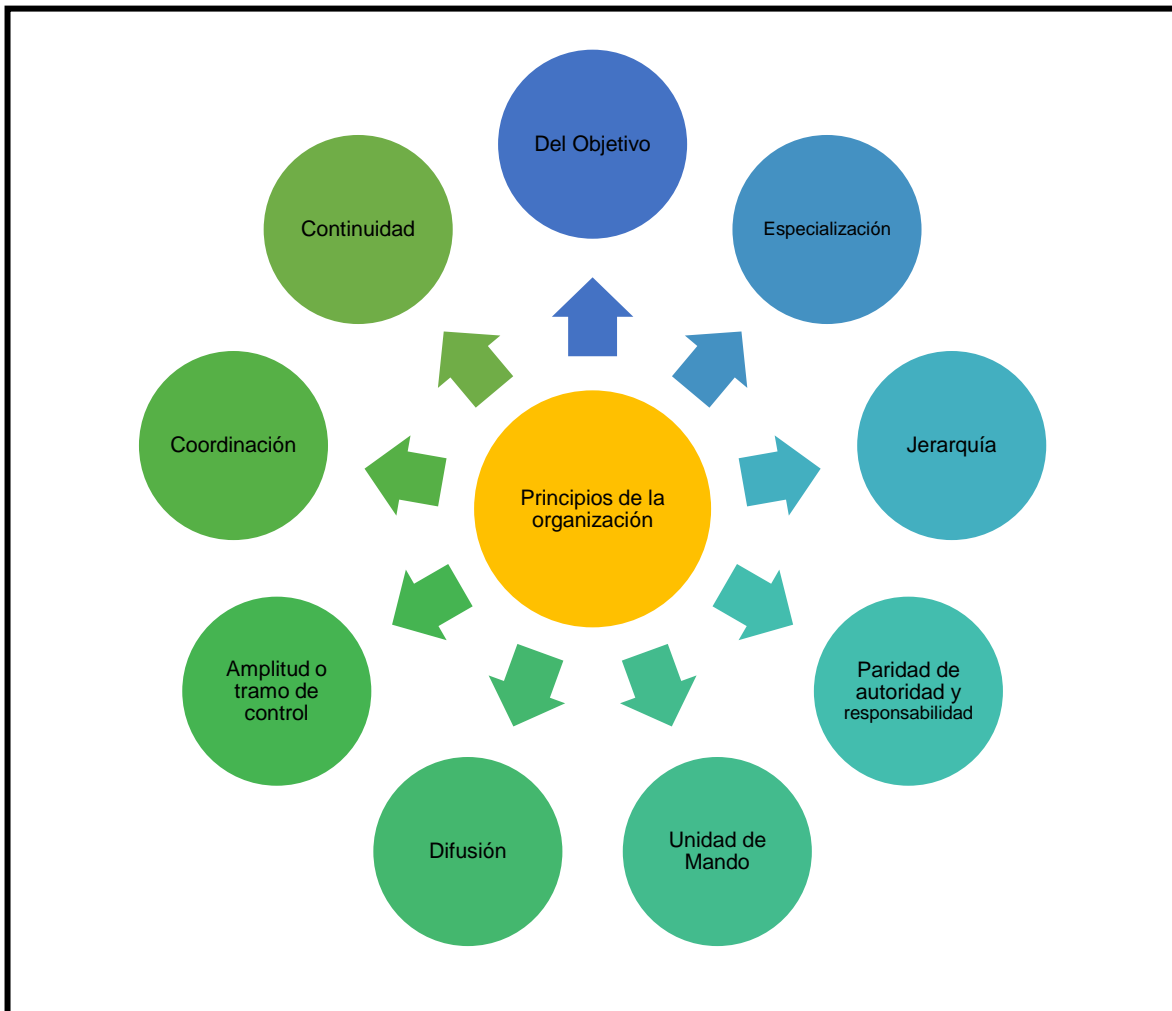 Del Objetivo
Especialización
Jerarquía
Paridad de
autoridad y
responsabilidad
Unidad de
Mando
Difusión
Amplitud o
tramo de
control
Coordinación
Continuidad
Principios de la
organización